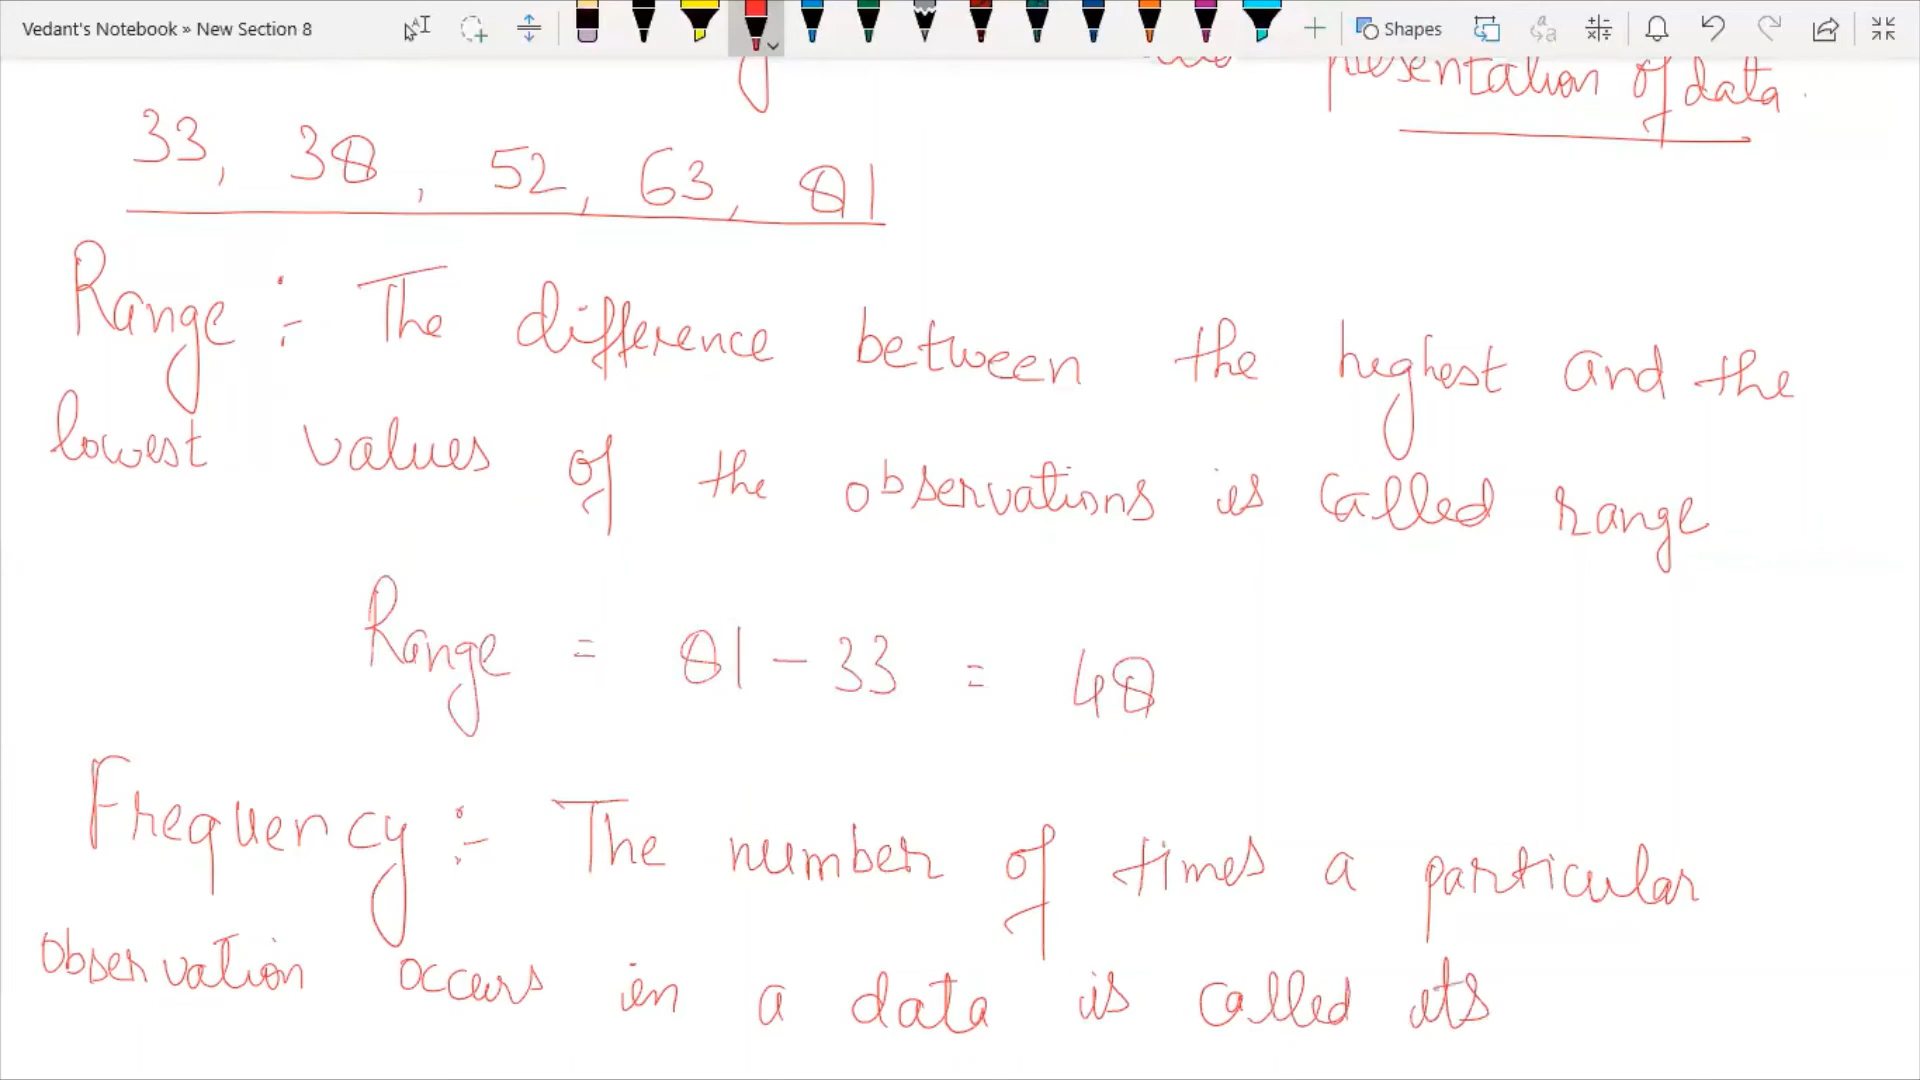 Vedant's Notebook » New Section 8
Shapes
presentation of data
33, 38, 52, 63, 81
Range :- The difference between the highest and the
lowest values of the observations is called range
Range = 81 - 33 = 48
Frequency :- The number of times a particular
observation occurs in a data is called its